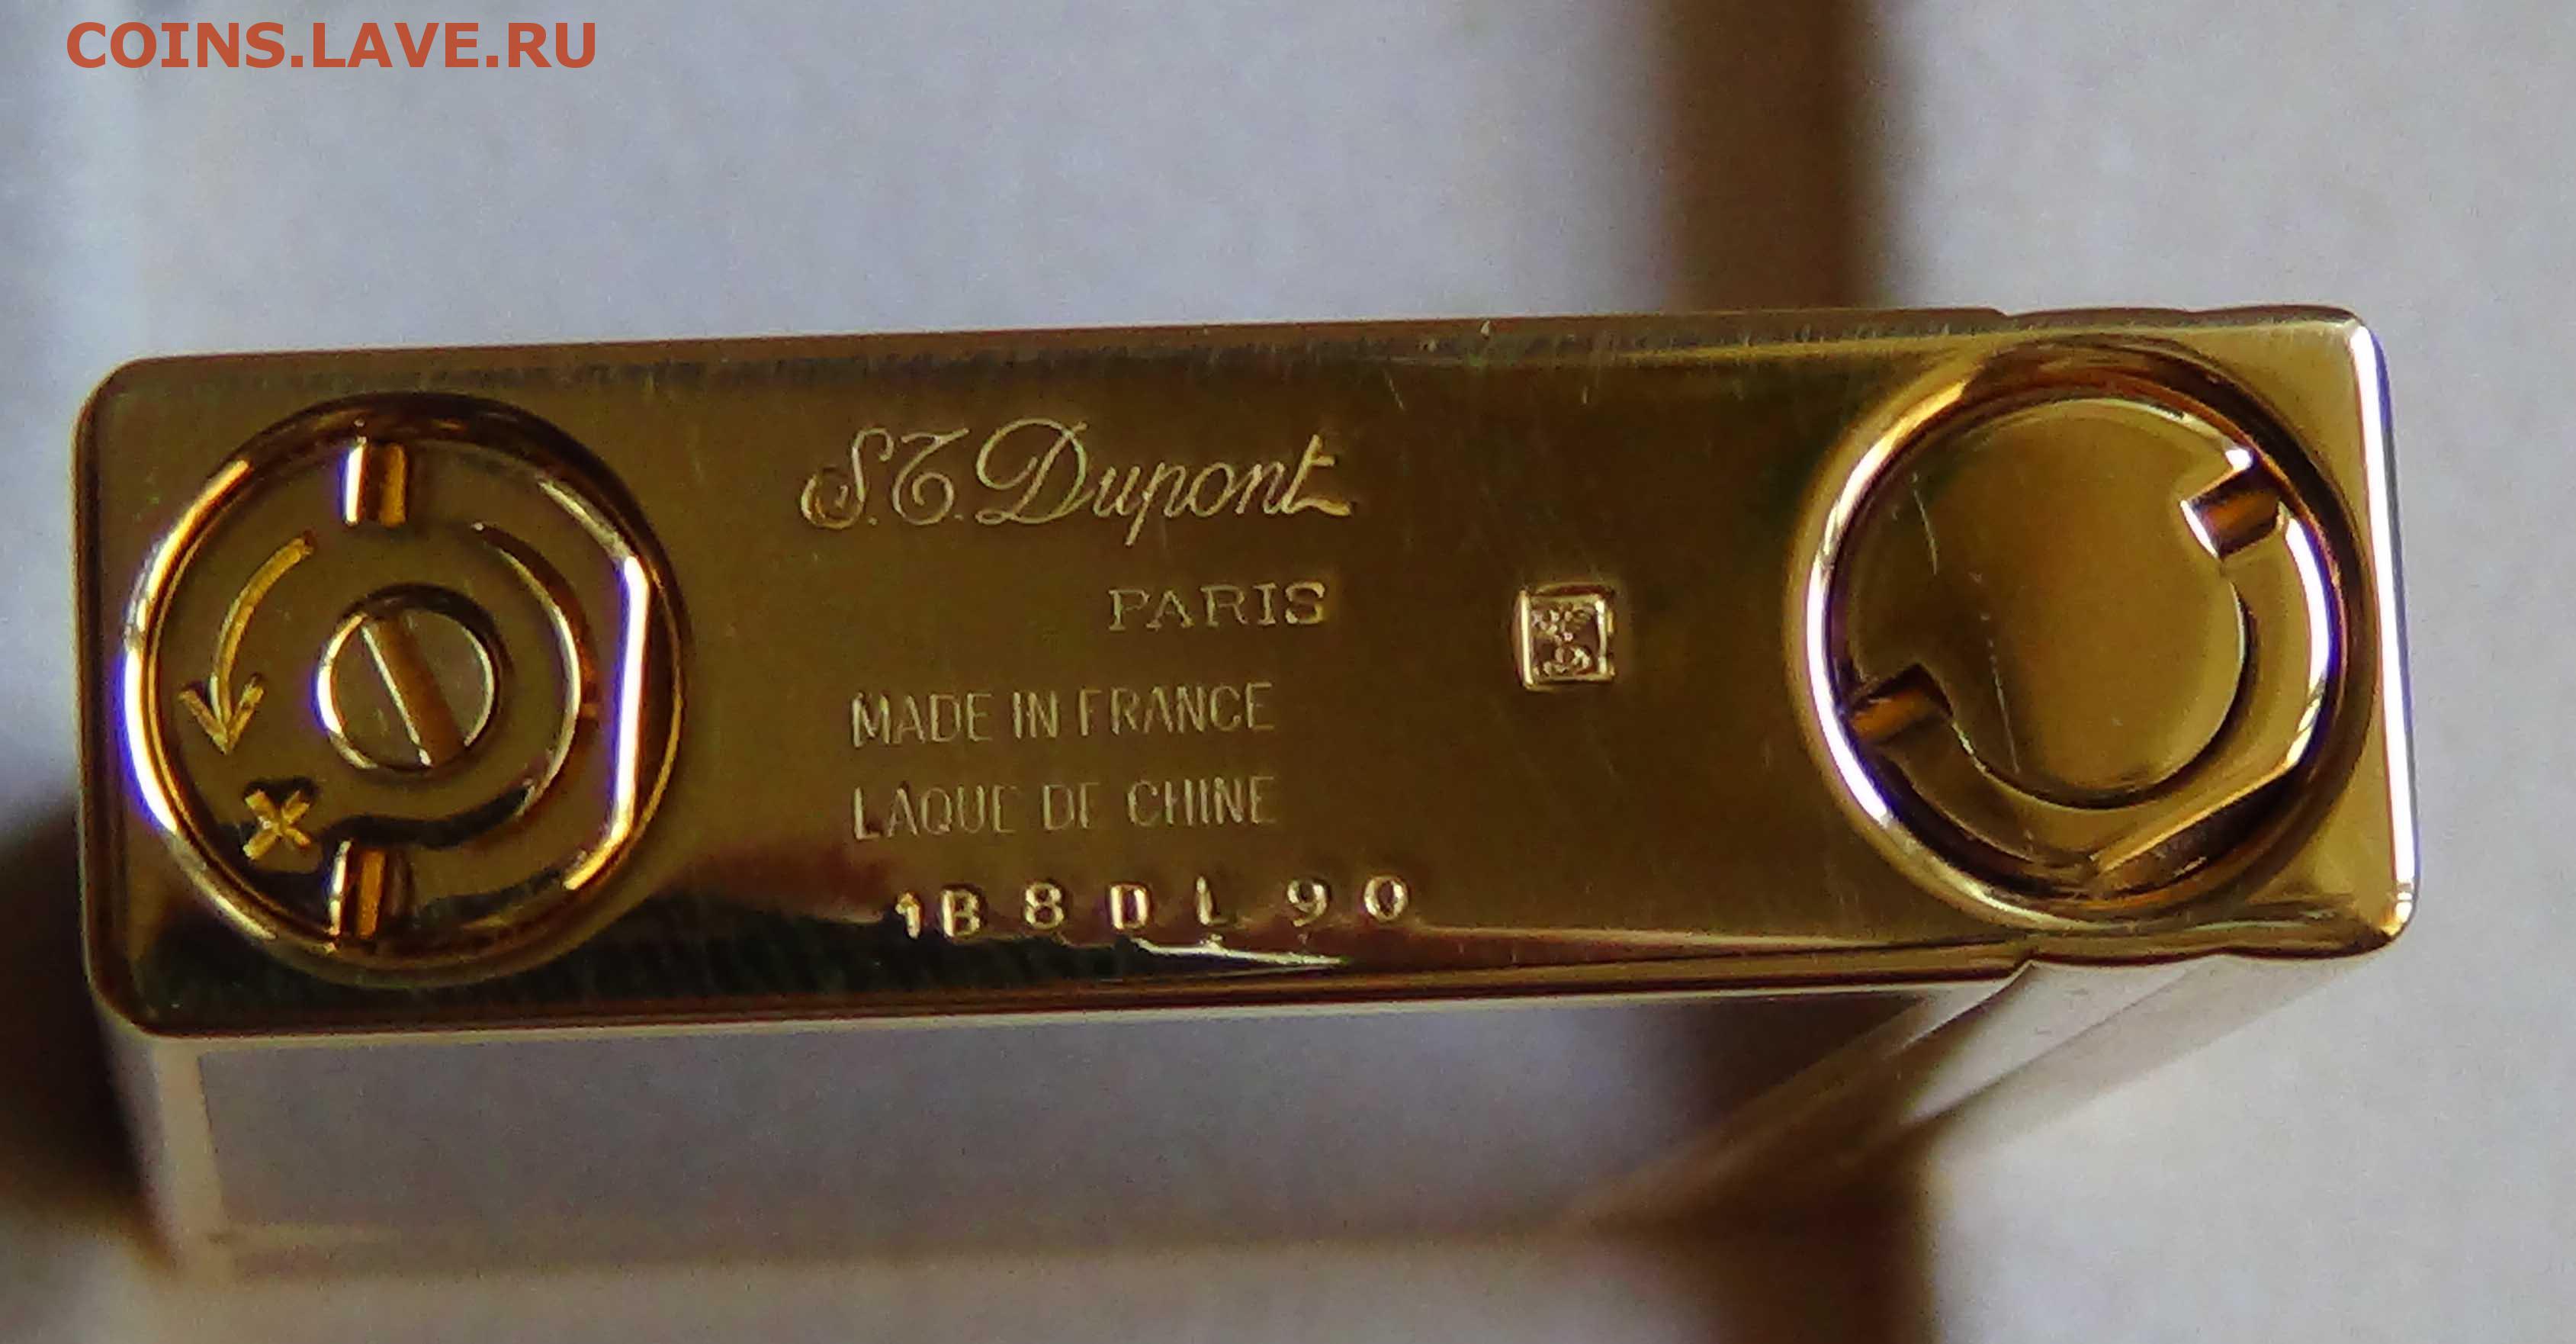 COINS.LAVE.RU
S.T. Dupont
PARIS
MADE IN FRANCE
LAQUE DE CHINE
1B8DL90